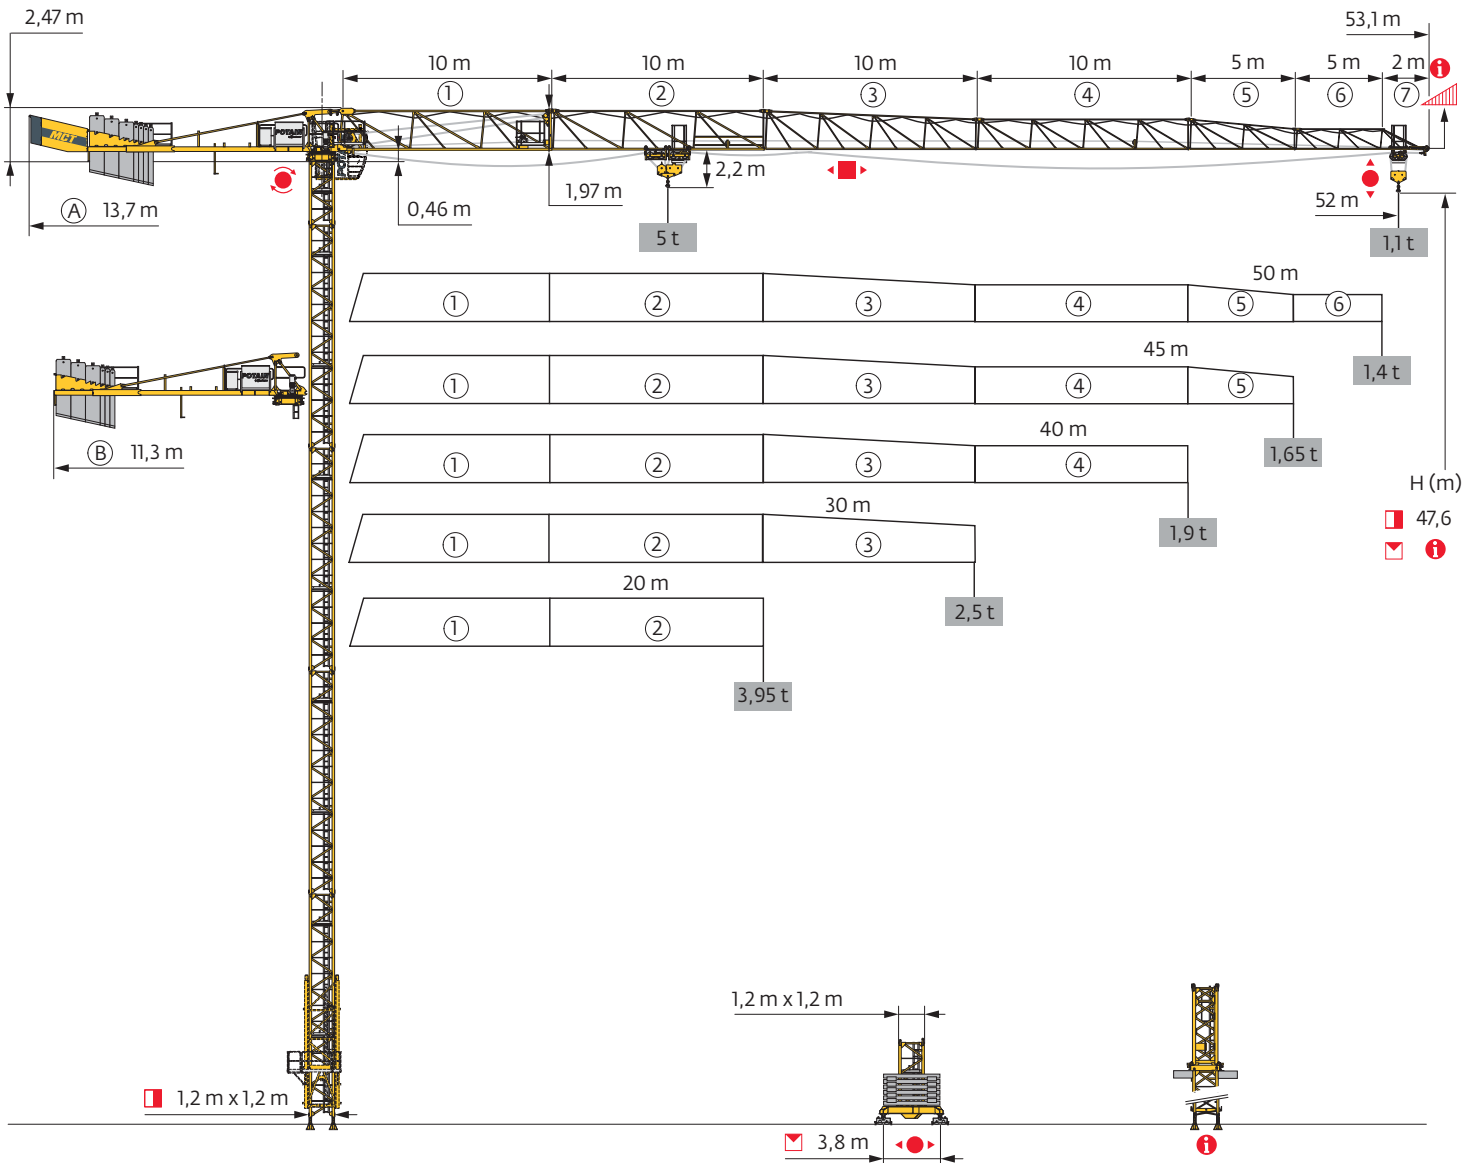 2,47 m
53,1 m
10 m
10 m
10 m
10 m
5 m
5 m
2 m
1
2
3
4
5
6
7
i
MCT
POTAIN
2,2 m
1,97 m
A 13,7 m
0,46 m
52 m
5 t
1,1 t
50 m
1 2 3 4 5 6
45 m
1,4 t
1 2 3 4 5
B 11,3 m
POTAIN
40 m
1,65 t
1 2 3 4
H (m)
30 m
47,6
1,9 t
1 2 3
i
20 m
2,5 t
1 2
3,95 t
1,2 m x 1,2 m
1,2 m x 1,2 m
3,8 m
i